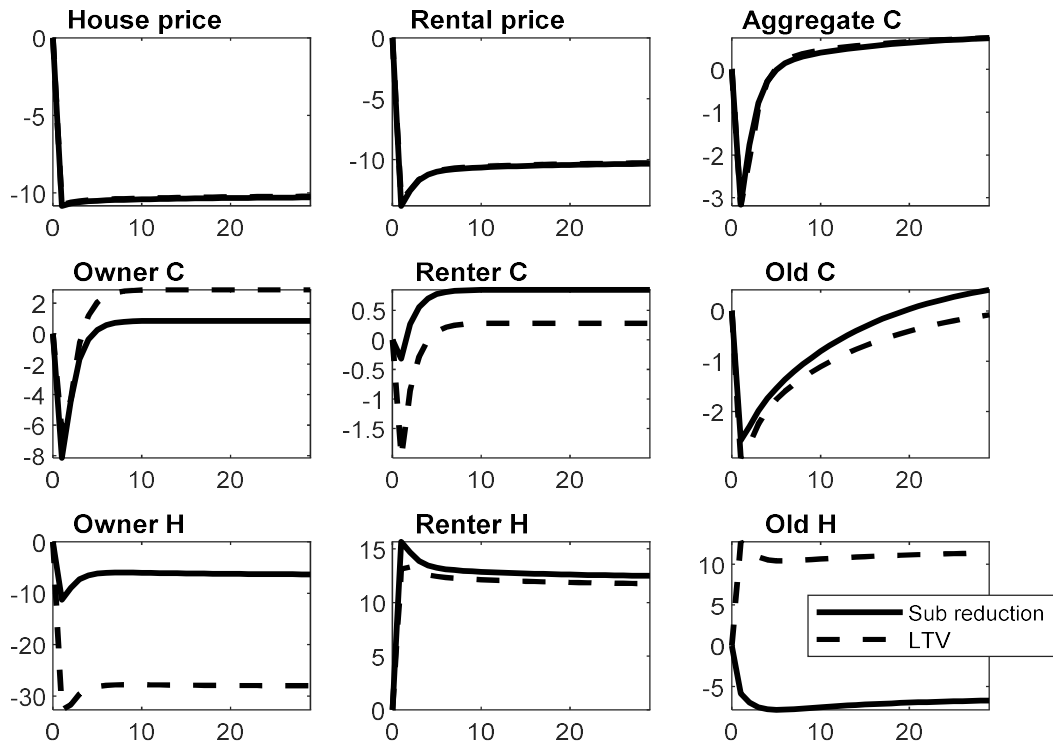 House price
Rental price
Aggregate C
0
-5
-10
0 10 20
0
-5
-10
0 10 20
0
-1
-2
-3
0 10 20
Owner C
Renter C
Old C
2
0
-2
-4
-6
-8
0 10 20
0.5
0
-0.5
-1
-1.5
0 10 20
0
-1
-2
0 10 20
Owner H
Renter H
Old H
0
-10
-20
-30
0 10 20
15
10
5
0
0 10 20
10
5
0
-5
0 10 20
Sub reduction
LTV